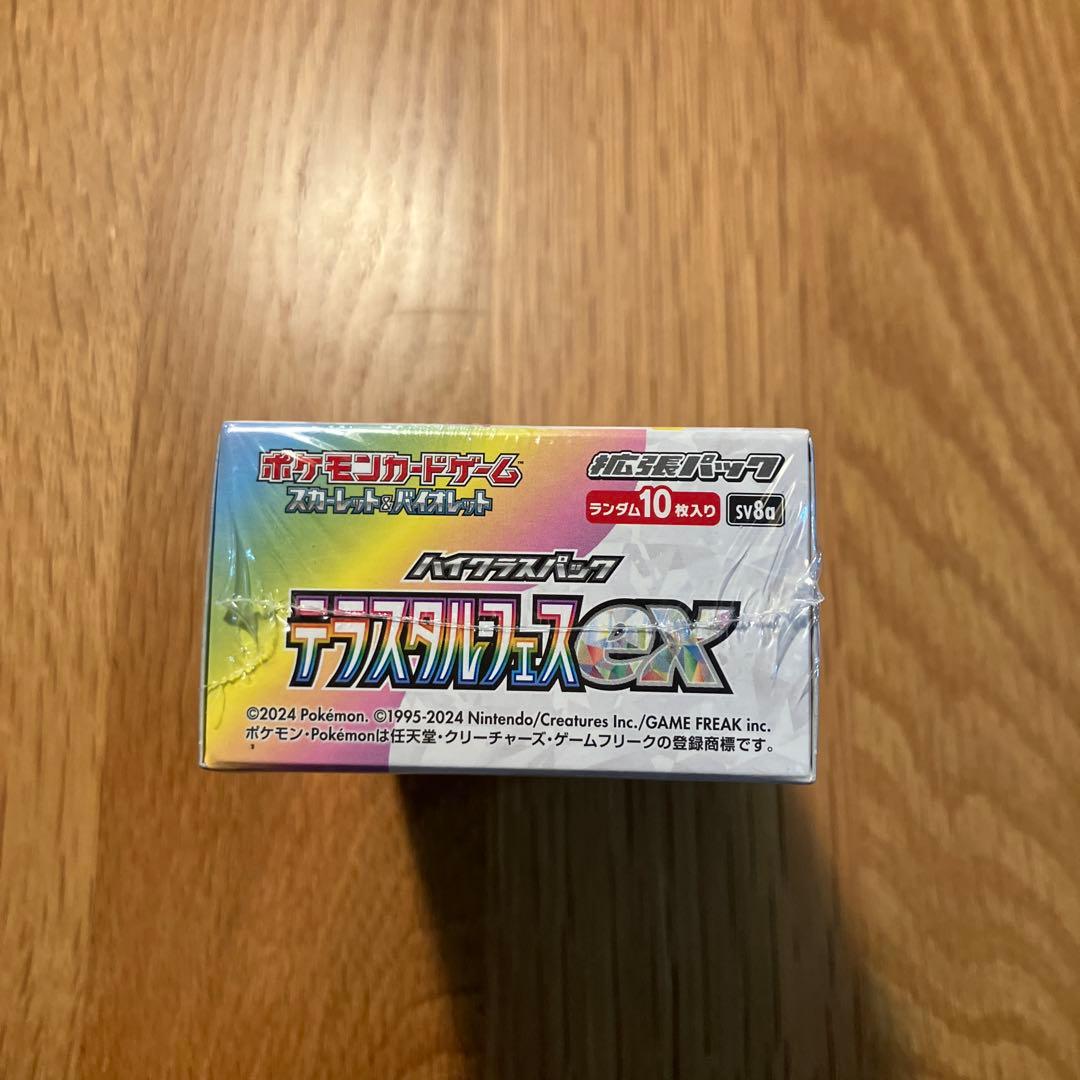 ポケモンカードゲーム™
スカーレット&バイオレット
拡張パック
ランダム10枚入り sv8a
ハイクラスパック
テラスタルフェスex
©2024 Pokémon. ©1995-2024 Nintendo/Creatures Inc./GAME FREAK inc.
ポケモン・Pokémonは任天堂・クリーチャーズ・ゲームフリークの登録商標です。